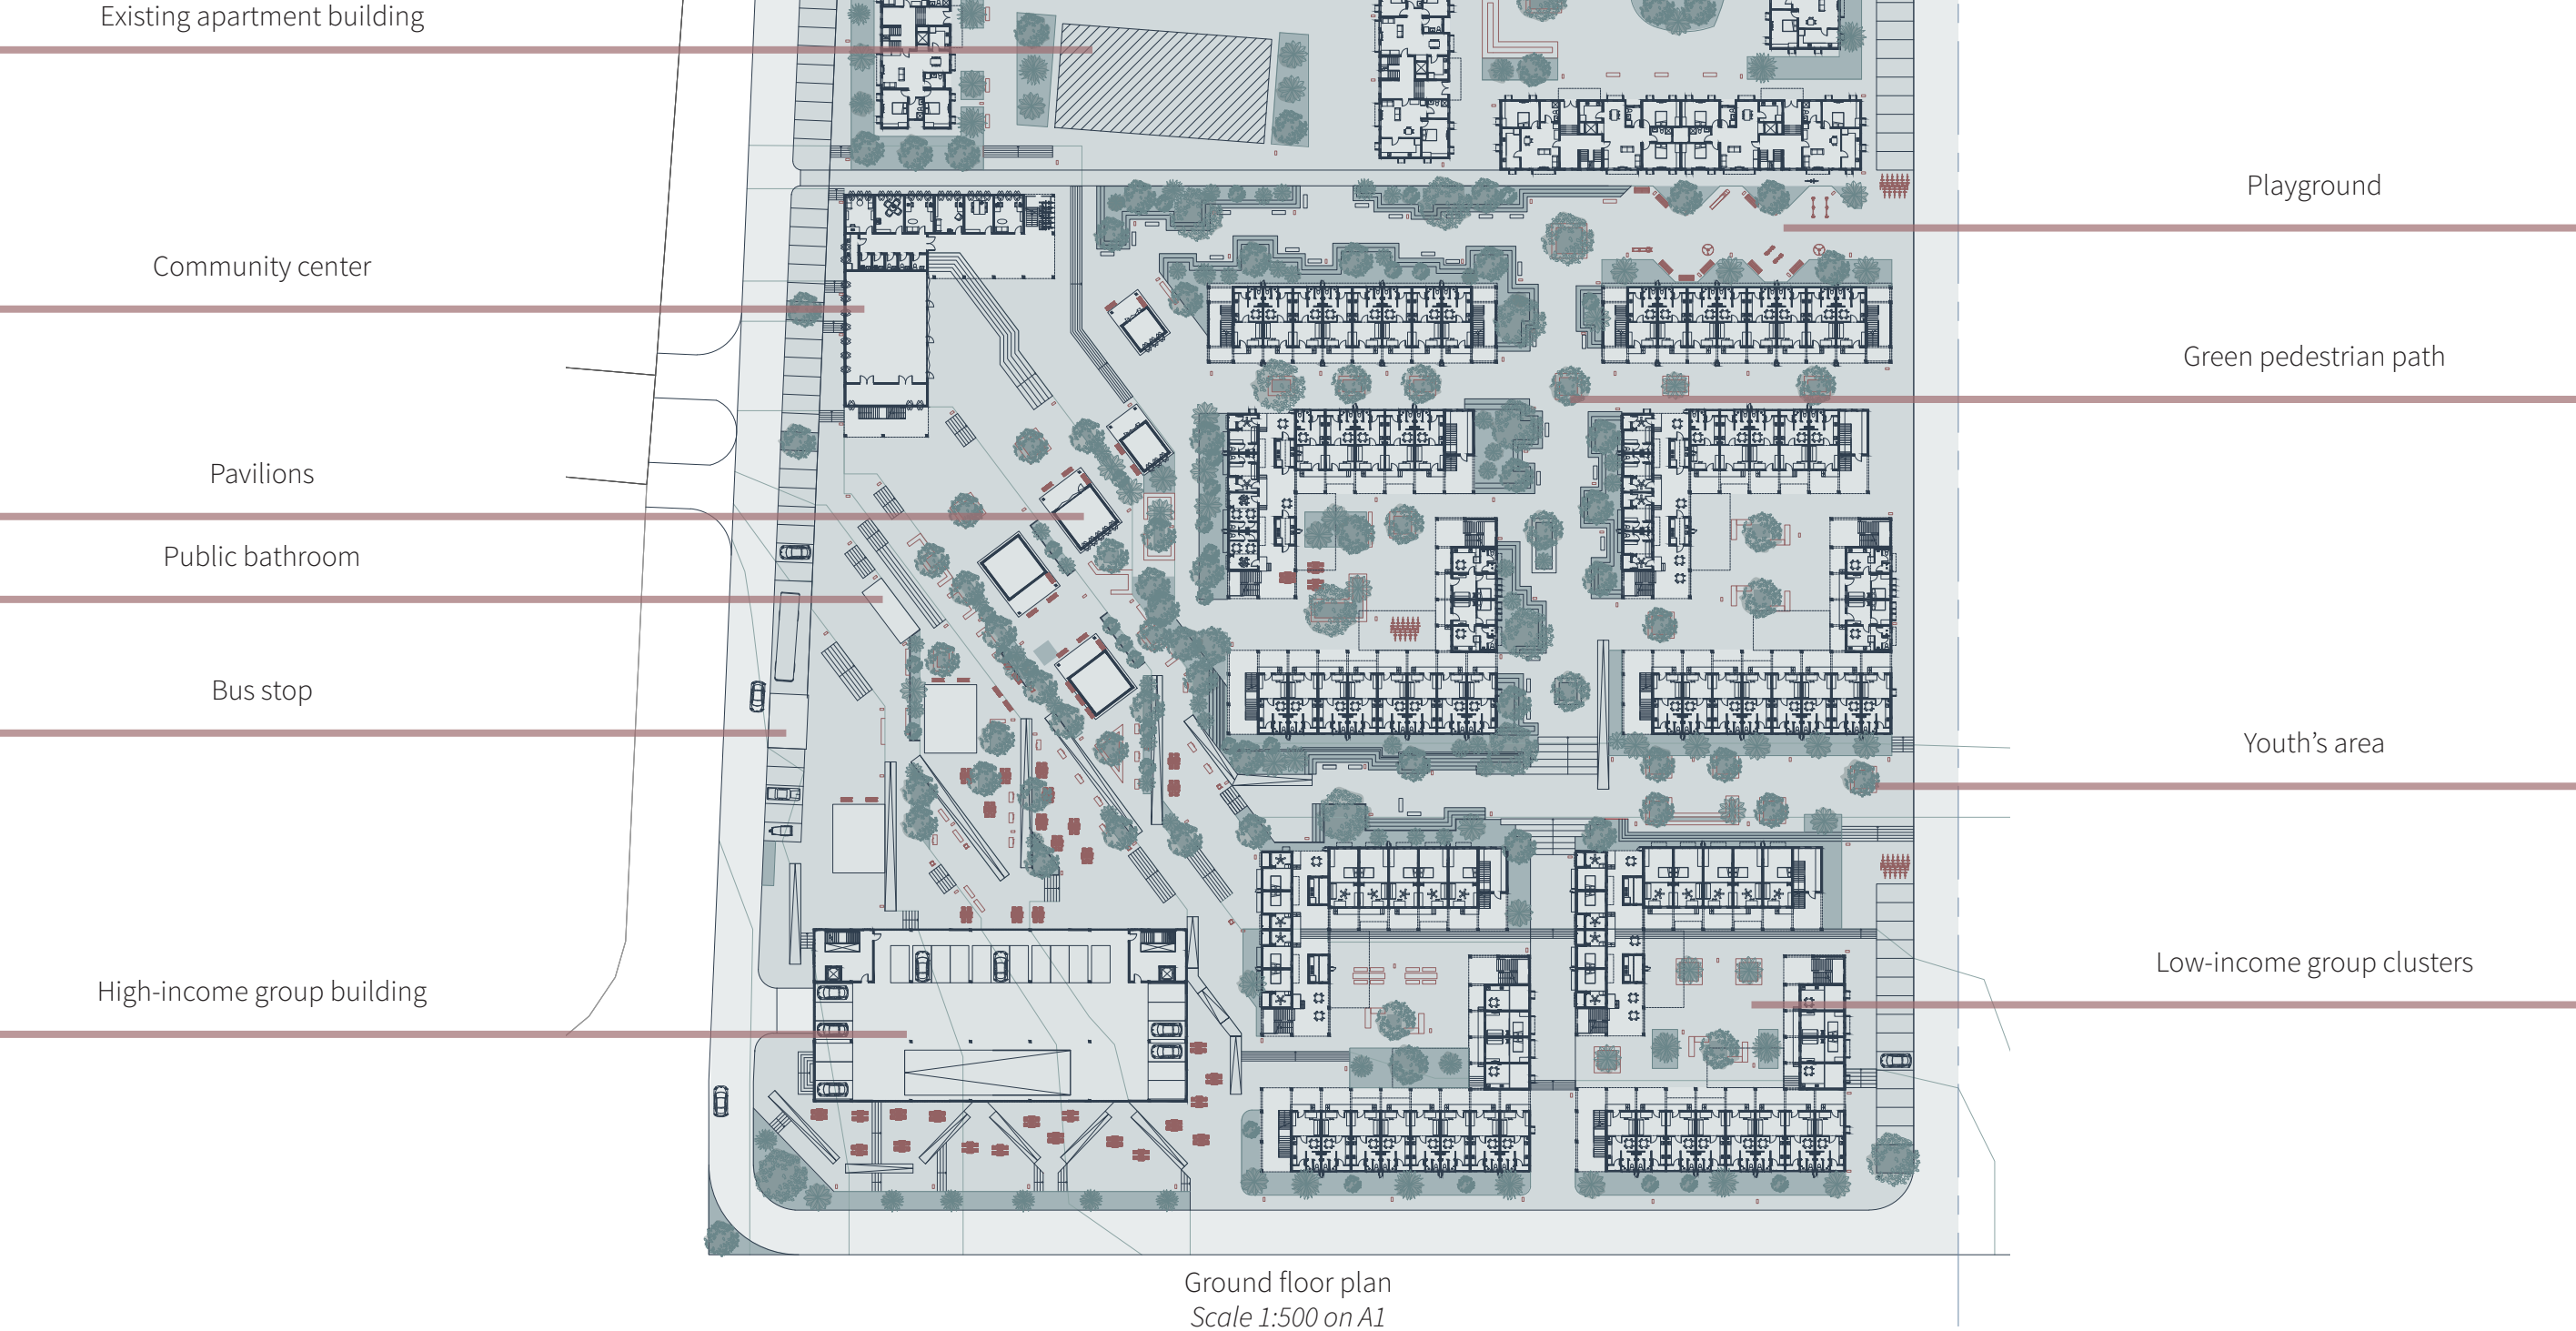 Existing apartment building
Community center
Pavilions
Public bathroom
Bus stop
High-income group building
Playground
Green pedestrian path
Youth’s area
Low-income group clusters
Ground floor plan
Scale 1:500 on A1